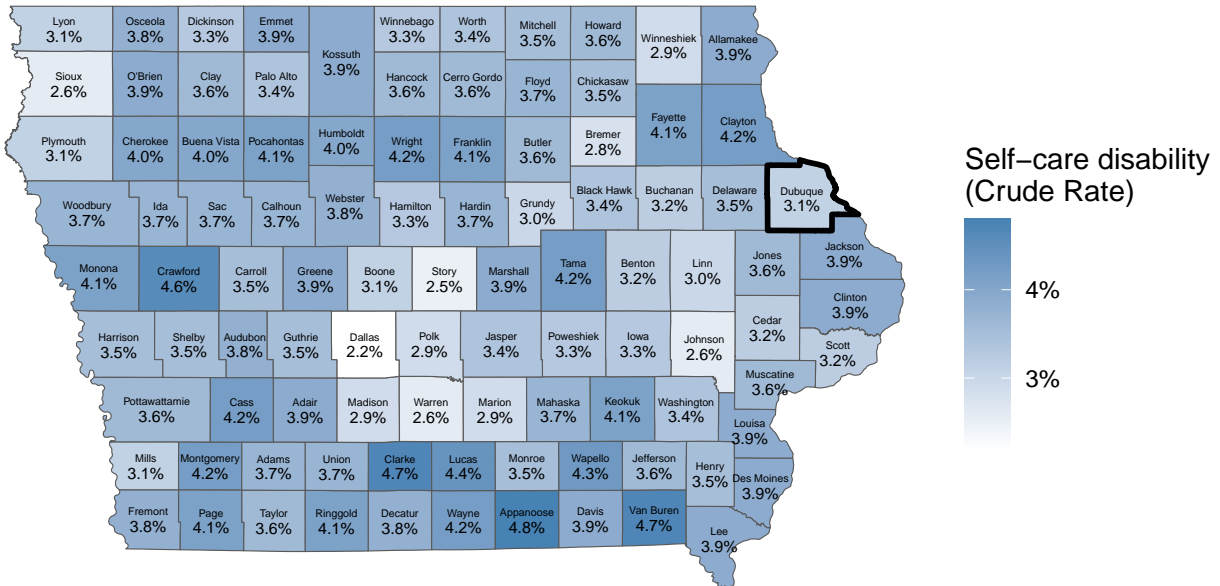 Lyon
3.1%
Osceola
3.8%
Dickinson
3.3%
Emmet
3.9%
Kossuth
3.9%
Winnebago
3.3%
Worth
3.4%
Mitchell
3.5%
Howard
3.6%
Winneshiek
2.9%
Allamakee
3.9%
Sioux
2.6%
O'Brien
3.9%
Clay
3.6%
Palo Alto
3.4%
Hancock
3.6%
Cerro Gordo
3.6%
Floyd
3.7%
Chickasaw
3.5%
Fayette
4.1%
Clayton
4.2%
Plymouth
3.1%
Cherokee
4.0%
Buena Vista
4.0%
Pocahontas
4.1%
Humboldt
4.0%
Wright
4.2%
Franklin
4.1%
Butler
3.6%
Bremer
2.8%
Woodbury
3.7%
Ida
3.7%
Sac
3.7%
Calhoun
3.7%
Webster
3.8%
Hamilton
3.3%
Hardin
3.7%
Grundy
3.0%
Black Hawk
3.4%
Buchanan
3.2%
Delaware
3.5%
Dubuque
3.1%
Monona
4.1%
Crawford
4.6%
Carroll
3.5%
Greene
3.9%
Boone
3.1%
Story
2.5%
Marshall
3.9%
Tama
4.2%
Benton
3.2%
Linn
3.0%
Jones
3.6%
Jackson
3.9%
Clinton
3.9%
Harrison
3.5%
Shelby
3.5%
Audubon
3.8%
Guthrie
3.5%
Dallas
2.2%
Polk
2.9%
Jasper
3.4%
Poweshiek
3.3%
Iowa
3.3%
Johnson
2.6%
Cedar
3.2%
Scott
3.2%
Muscatine
3.6%
Pottawattamie
3.6%
Cass
4.2%
Adair
3.9%
Madison
2.9%
Warren
2.6%
Marion
2.9%
Mahaska
3.7%
Keokuk
4.1%
Washington
3.4%
Louisa
3.9%
Mills
3.1%
Montgomery
4.2%
Adams
3.7%
Union
3.7%
Clarke
4.7%
Lucas
4.4%
Monroe
3.5%
Wapello
4.3%
Jefferson
3.6%
Henry
3.5%
Des Moines
3.9%
Fremont
3.8%
Page
4.1%
Taylor
3.6%
Ringgold
4.1%
Decatur
3.8%
Wayne
4.2%
Appanoose
4.8%
Davis
3.9%
Van Buren
4.7%
Lee
3.9%
Self−care disability
(Crude Rate)
4%
3%